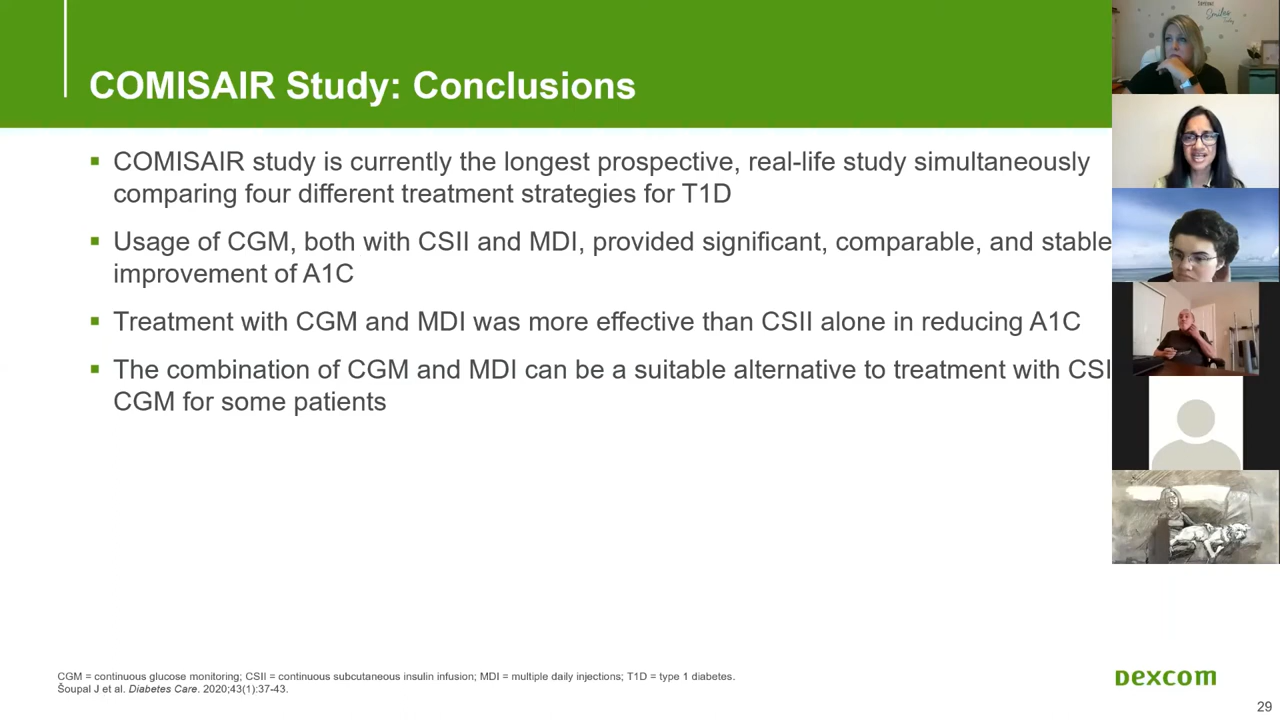 COMISAIR Study: Conclusions
COMISAIR study is currently the longest prospective, real-life study simultaneously
comparing four different treatment strategies for T1D
Usage of CGM, both with CSII and MDI, provided significant, comparable, and stable
improvement of A1C
Treatment with CGM and MDI was more effective than CSII alone in reducing A1C
The combination of CGM and MDI can be a suitable alternative to treatment with CSI
CGM for some patients
CGM = continuous glucose monitoring; CSII = continuous subcutaneous insulin infusion; MDI = multiple daily injections; T1D = type 1 diabetes.
Šoupal J et al. Diabetes Care. 2020;43(1):37-43.
Dexcom
29
Smiles